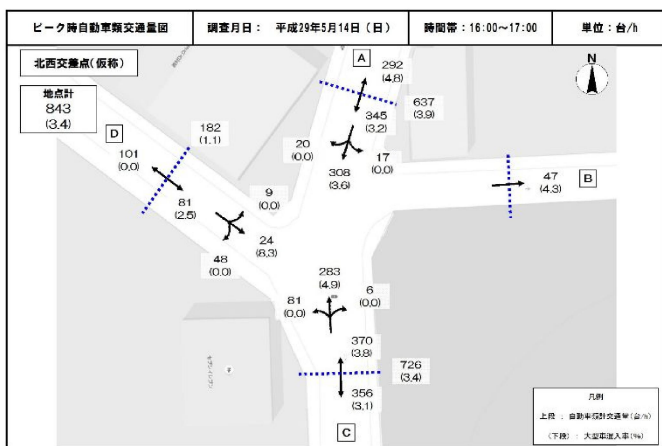 ピーク時自動車類交通量図
調査月日： 平成29年5月14日（日）
時間帯：16:00～17:00
単位：台/h
北西交差点(仮称)
地点計
843
(3.4)
A
292
(4.8)
N
345
(3.2)
637
(3.9)
D
182
(1.1)
101
(0.0)
20
(0.0)
17
(0.0)
308
(3.6)
47
(4.3)
B
81
(2.5)
9
(0.0)
24
(8.3)
48
(0.0)
283
(4.9)
81
(0.0)
6
(0.0)
370
(3.8)
726
(3.4)
356
(3.1)
C
凡例
上段 ： 自動車類計交通量(台/h)
（下段）： 大型車混入率(%)